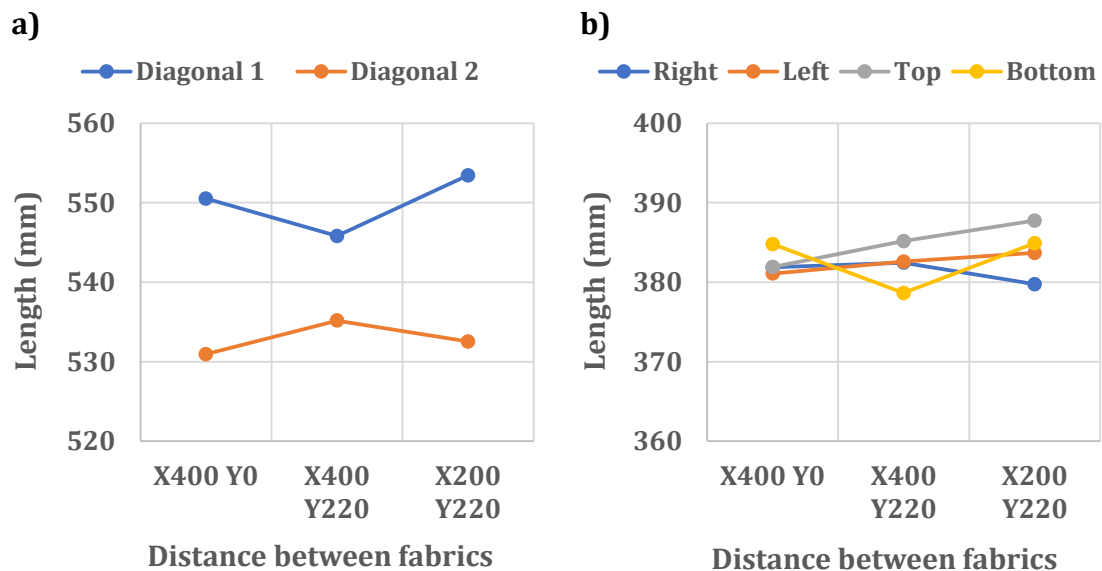 a)
Diagonal 1 Diagonal 2
560
550
540
530
520
Length (mm)
X400 Y0 X400 X200
Y220 Y220
Distance between fabrics
b)
Right Left Top Bottom
400
390
380
370
360
Length (mm)
X400 Y0 X400 X200
Y220 Y220
Distance between fabrics